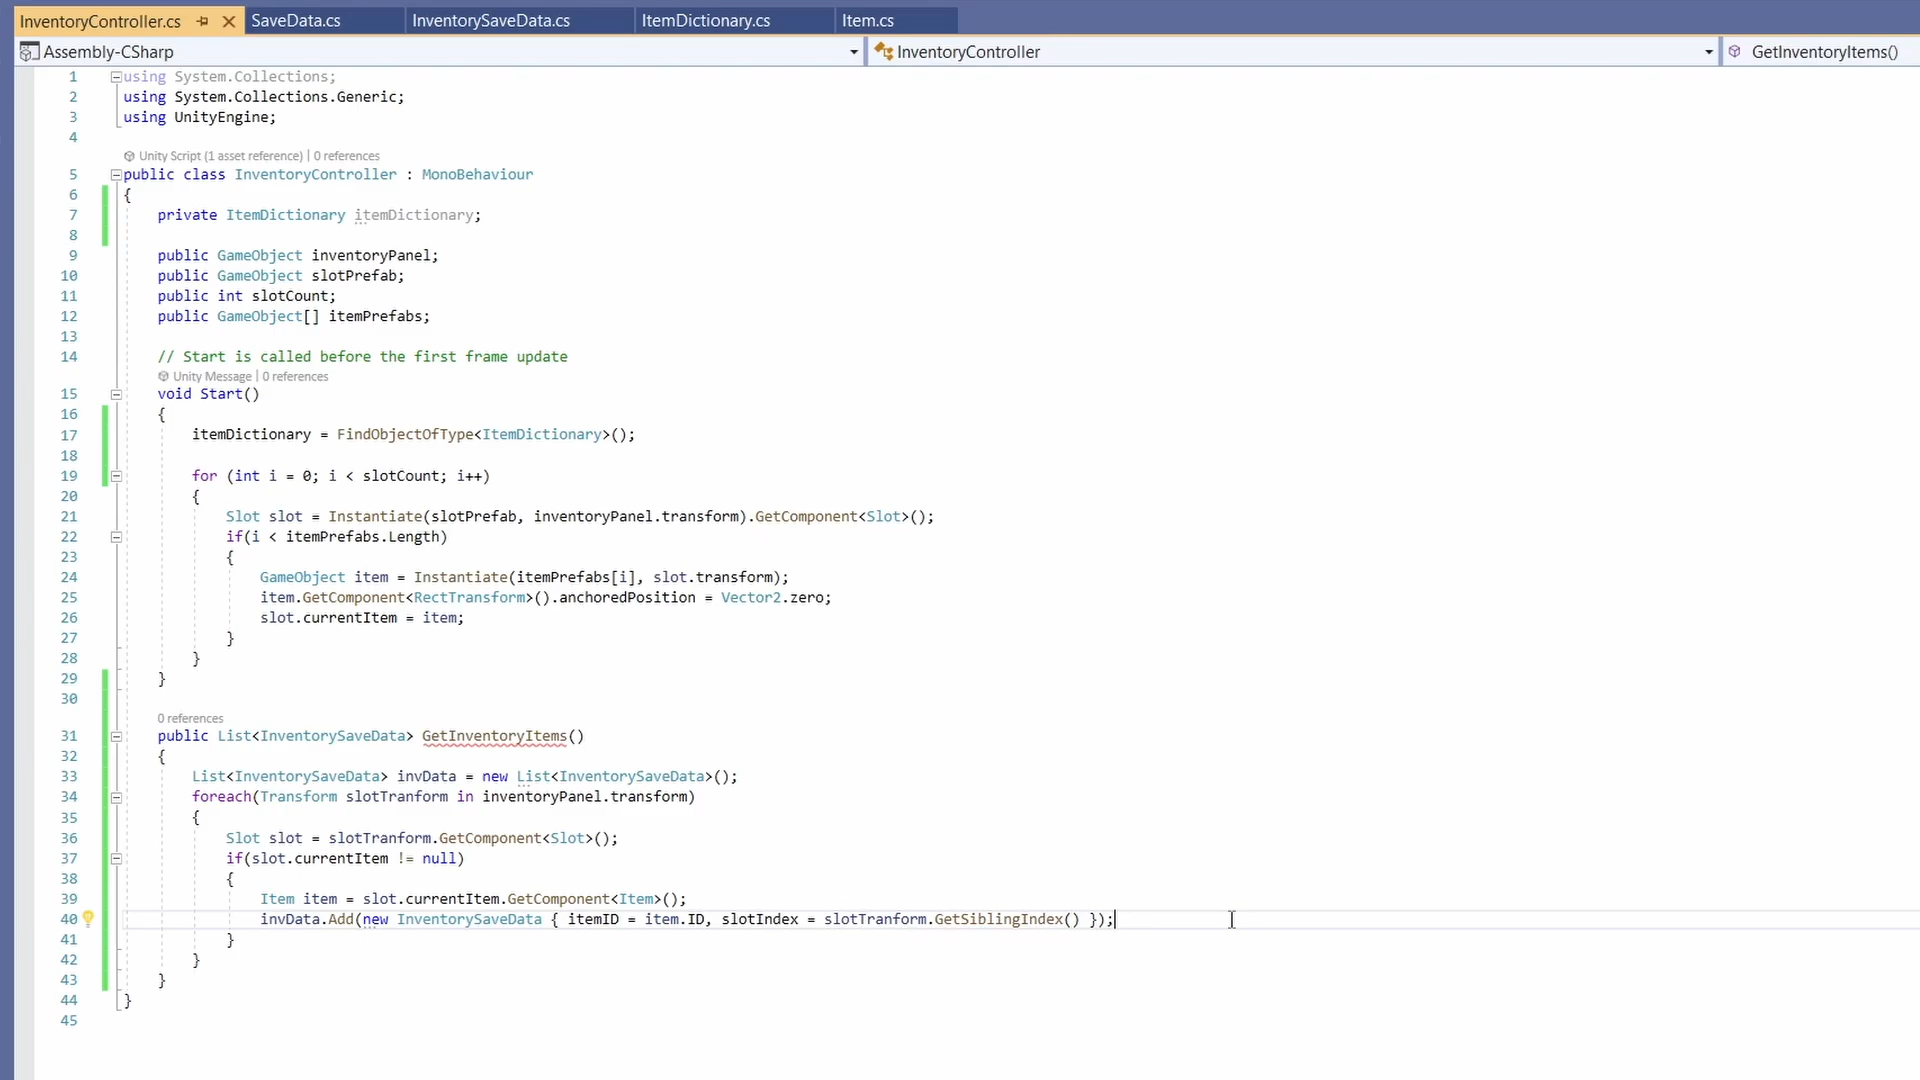 InventoryController.cs SaveData.cs InventorySaveData.cs ItemDictionary.cs Item.cs
Assembly-CSharp InventoryController GetInventoryItems()
1 using System.Collections;
2 using System.Collections.Generic;
3 using UnityEngine;
4
Unity Script (1 asset reference) | 0 references
5 public class InventoryController : MonoBehaviour
6 {
7 private ItemDictionary itemDictionary;
8
9 public GameObject inventoryPanel;
10 public GameObject slotPrefab;
11 public int slotCount;
12 public GameObject[] itemPrefabs;
13
14 // Start is called before the first frame update
Unity Message | 0 references
15 void Start()
16 {
17 itemDictionary = FindObjectOfType<ItemDictionary>();
18
19 for (int i = 0; i < slotCount; i++)
20 {
21 Slot slot = Instantiate(slotPrefab, inventoryPanel.transform).GetComponent<Slot>();
22 if(i < itemPrefabs.Length)
23 {
24 GameObject item = Instantiate(itemPrefabs[i], slot.transform);
25 item.GetComponent<RectTransform>().anchoredPosition = Vector2.zero;
26 slot.currentItem = item;
27 }
28 }
29 }
30
0 references
31 public List<InventorySaveData> GetInventoryItems()
32 {
33 List<InventorySaveData> invData = new List<InventorySaveData>();
34 foreach(Transform slotTranform in inventoryPanel.transform)
35 {
36 Slot slot = slotTranform.GetComponent<Slot>();
37 if(slot.currentItem != null)
38 {
39 Item item = slot.currentItem.GetComponent<Item>();
40 invData.Add(new InventorySaveData { itemID = item.ID, slotIndex = slotTranform.GetSiblingIndex() });
41 }
42 }
43 }
44 }
45